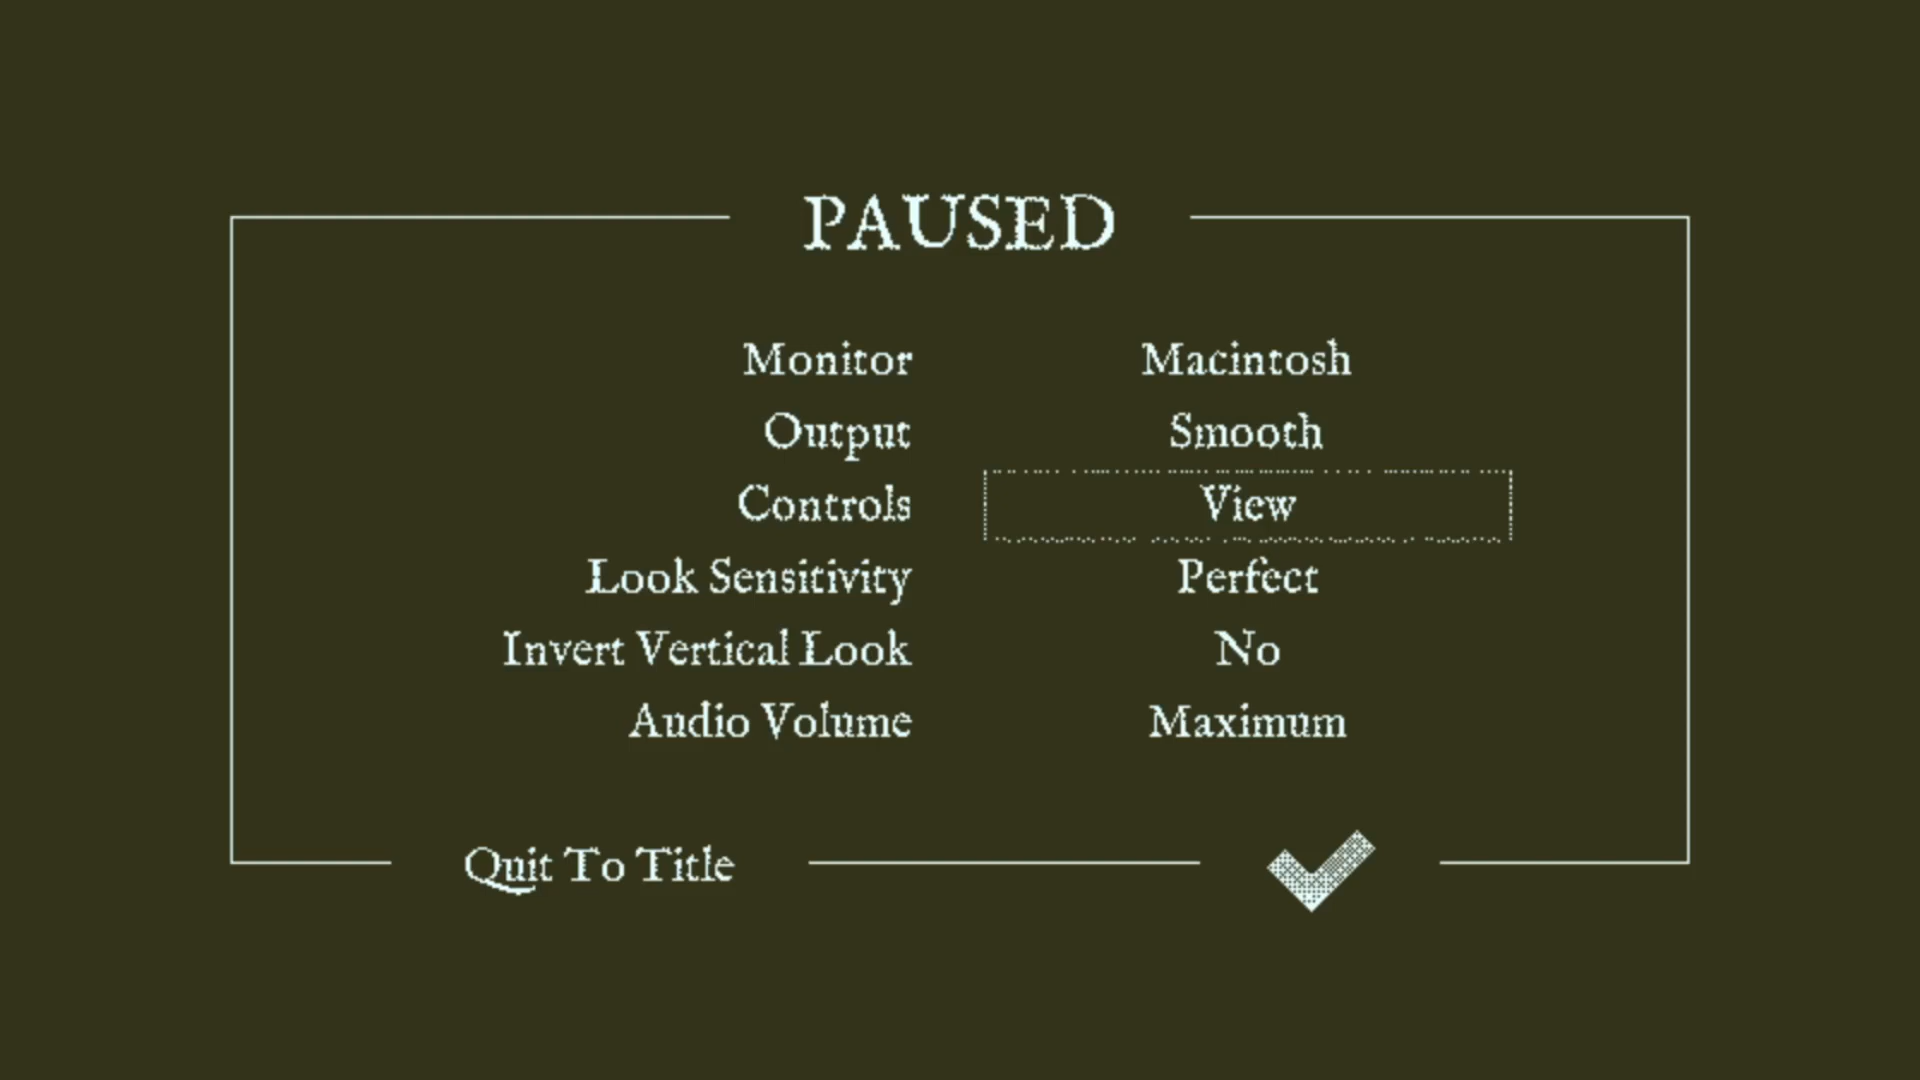 PAUSED
Monitor Macintosh
Output Smooth
Controls View
Look Sensitivity Perfect
Invert Vertical Look No
Audio Volume Maximum
Quit To Title